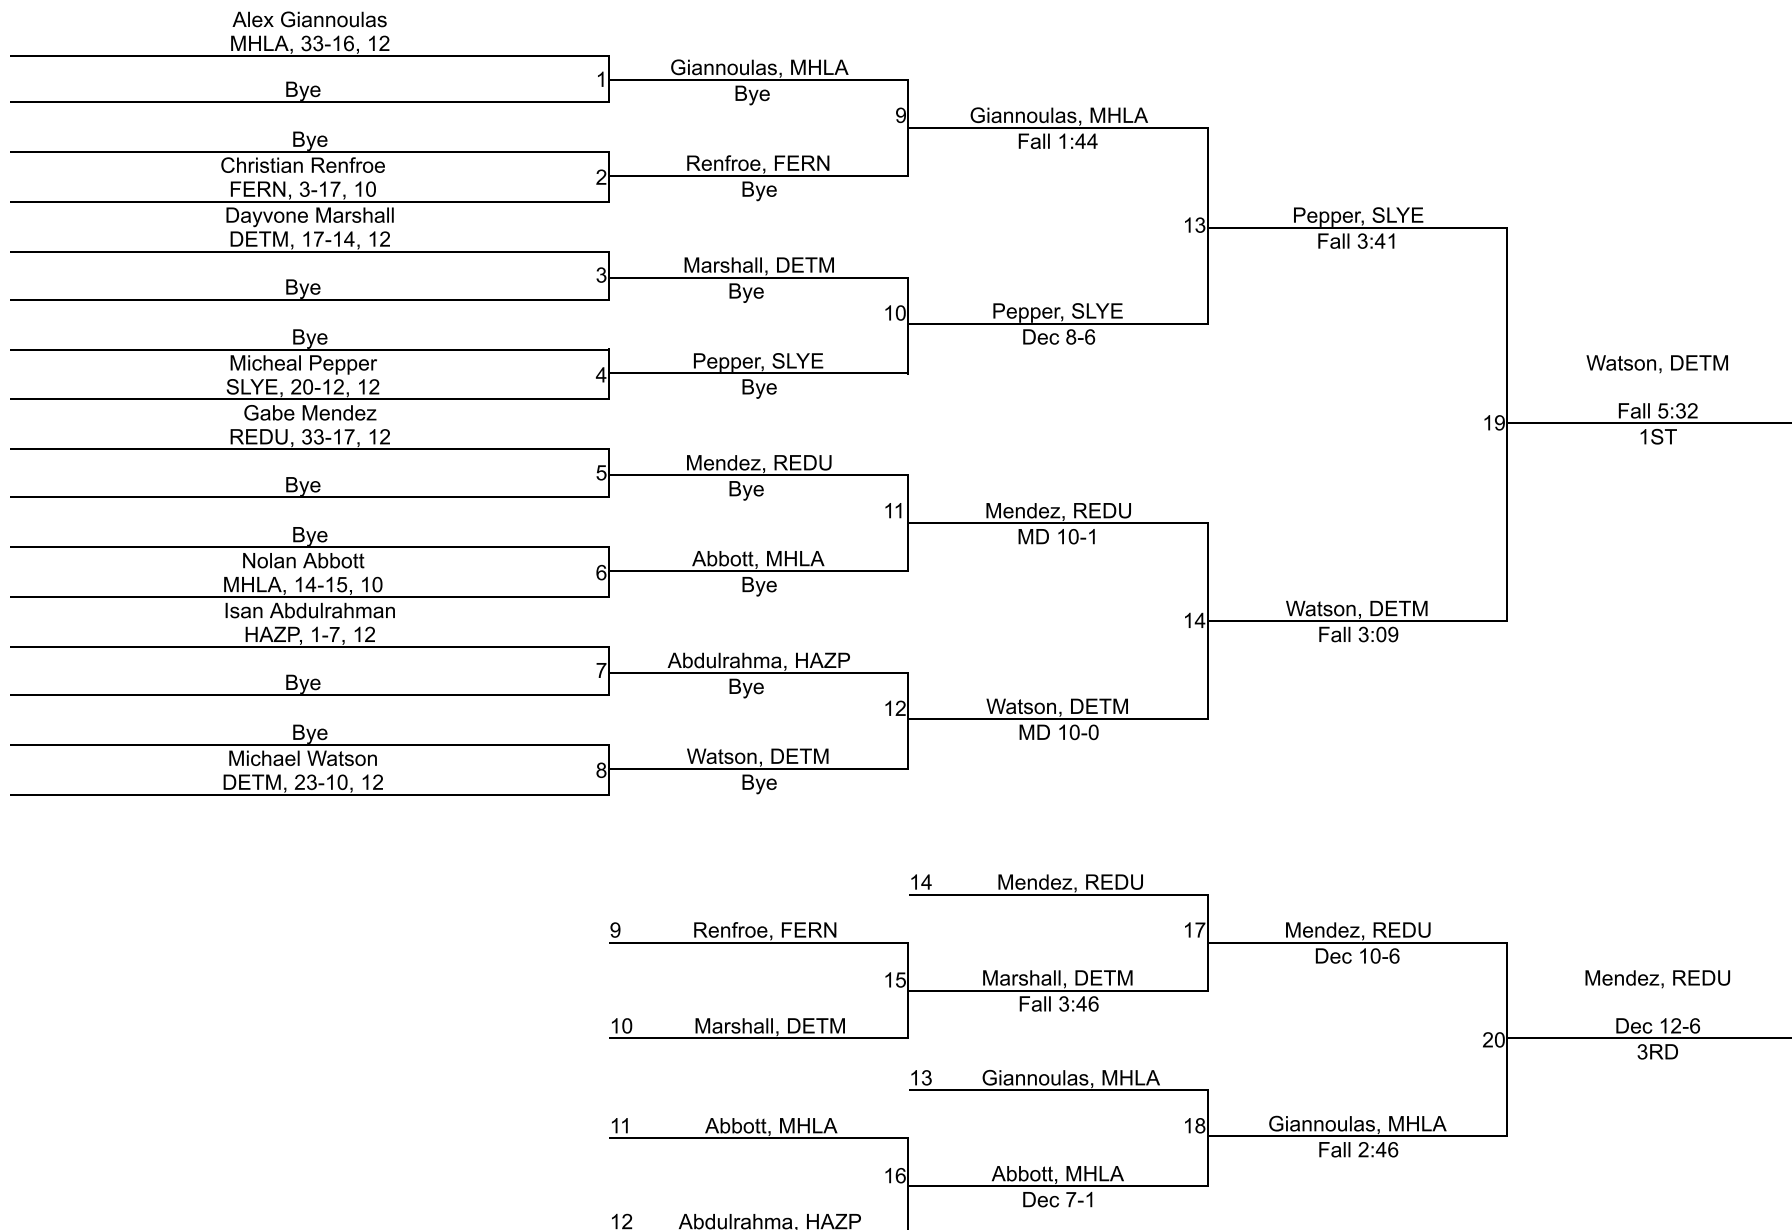 Alex Giannoulas
MHLA, 33-16, 12
Bye
1
Bye
Christian Renfroe
FERN, 3-17, 10
2
Dayvone Marshall
DETM, 17-14, 12
Bye
3
Bye
Micheal Pepper
SLYE, 20-12, 12
4
Gabe Mendez
REDU, 33-17, 12
Bye
5
Bye
Nolan Abbott
MHLA, 14-15, 10
6
Isan Abdulrahman
HAZP, 1-7, 12
Bye
7
Bye
Michael Watson
DETM, 23-10, 12
8
Giannoulas, MHLA
Bye
9
Renfroe, FERN
Bye
Marshall, DETM
Bye
10
Pepper, SLYE
Bye
Mendez, REDU
Bye
11
Abbott, MHLA
Bye
Abdulrahma, HAZP
Bye
12
Watson, DETM
Bye
Giannoulas, MHLA
Fall 1:44
13
Pepper, SLYE
Dec 8-6
Mendez, REDU
MD 10-1
14
Watson, DETM
MD 10-0
Pepper, SLYE
Fall 3:41
19
Watson, DETM
Fall 3:09
Watson, DETM
Fall 5:32
1ST
14 Mendez, REDU
9 Renfroe, FERN
15
10 Marshall, DETM
Marshall, DETM
Fall 3:46
17
13 Giannoulas, MHLA
11 Abbott, MHLA
16
12 Abdulrahma, HAZP
Abbott, MHLA
Dec 7-1
18
Mendez, REDU
Dec 10-6
20
Giannoulas, MHLA
Fall 2:46
Mendez, REDU
Dec 12-6
3RD